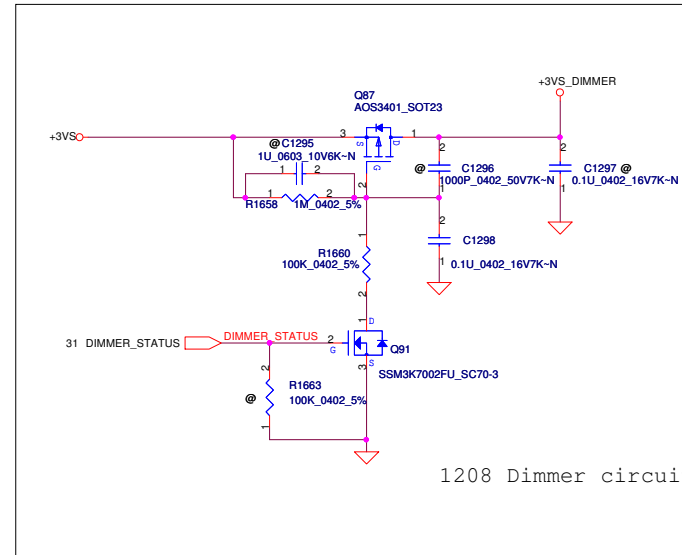 +3VS_DIMMER
Q87
AOS3401_SOT23
+3VS
3
1
S
D
G
2
@ C1295
1U_0603_10V6K~N
1
2
R1658
1
2
1M_0402_5%
2
@
C1296
1000P_0402_50V7K~N
1
2
C1297 @
0.1U_0402_16V7K~N
1
2
C1298
1
0.1U_0402_16V7K~N
1
R1660
100K_0402_5%
2
1
D
31 DIMMER_STATUS
DIMMER_STATUS
2
G
Q91
S
3
SSM3K7002FU_SC70-3
2
R1663
@
100K_0402_5%
1
1208 Dimmer circui